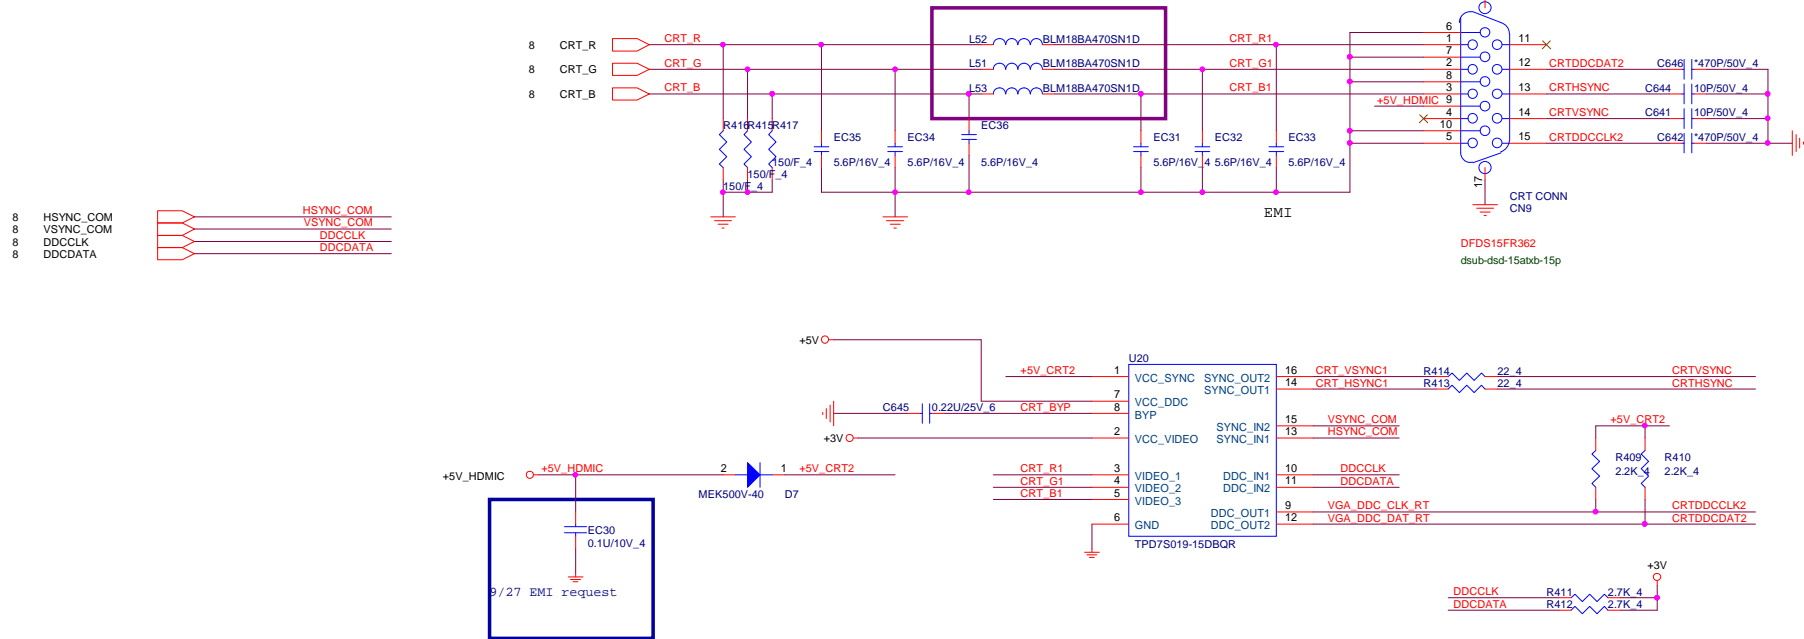 8 CRT_R CRT_R L52 BLM18BA470SN1D CRT_R1
8 CRT_G CRT_G L51 BLM18BA470SN1D CRT_G1
8 CRT_B CRT_B L53 BLM18BA470SN1D CRT_B1
R416 R415 R417
150/F_4
150/F_4
150/F_4
EC35 EC34 EC36 EC31 EC32 EC33
5.6P/16V_4 5.6P/16V_4 5.6P/16V_4 5.6P/16V_4 5.6P/16V_4 5.6P/16V_4
EMI
6
1 11
7
2 12 CRTDDCDAT2 C646 *470P/50V_4
8
3 13 CRTHSYNC C644 10P/50V_4
+5V_HDMIC 9
4 14 CRTVSYNC C641 10P/50V_4
10
5 15 CRTDDCCLK2 C642 *470P/50V_4
17
CRT CONN
CN9
DFDS15FR362
dsub-dsd-15atxb-15p
8 HSYNC_COM HSYNC_COM
8 VSYNC_COM VSYNC_COM
8 DDCCLK DDCCLK
8 DDCDATA DDCDATA
+5V
U20
+5V_CRT2 1 VCC_SYNC SYNC_OUT2 16 CRT_VSYNC1 R414 22_4 CRTVSYNC
SYNC_OUT1 14 CRT_HSYNC1 R413 22_4 CRTHSYNC
7 VCC_DDC
C645 0.22U/25V_6 CRT_BYP 8 BYP
SYNC_IN2 15 VSYNC_COM
+3V 2 VCC_VIDEO SYNC_IN1 13 HSYNC_COM
+5V_CRT2
R409 R410
2.2K_4 2.2K_4
CRT_R1 3 VIDEO_1 DDC_IN1 10 DDCCLK
CRT_G1 4 VIDEO_2 DDC_IN2 11 DDCDATA
CRT_B1 5 VIDEO_3
DDC_OUT1 9 VGA_DDC_CLK_RT CRTDDCCLK2
6 GND DDC_OUT2 12 VGA_DDC_DAT_RT CRTDDCDAT2
TPD7S019-15DBQR
+5V_HDMIC +5V_HDMIC 2 1 +5V_CRT2
MEK500V-40 D7
EC30
0.1U/10V_4
9/27 EMI request
+3V
DDCCLK R411 2.7K_4
DDCDATA R412 2.7K_4